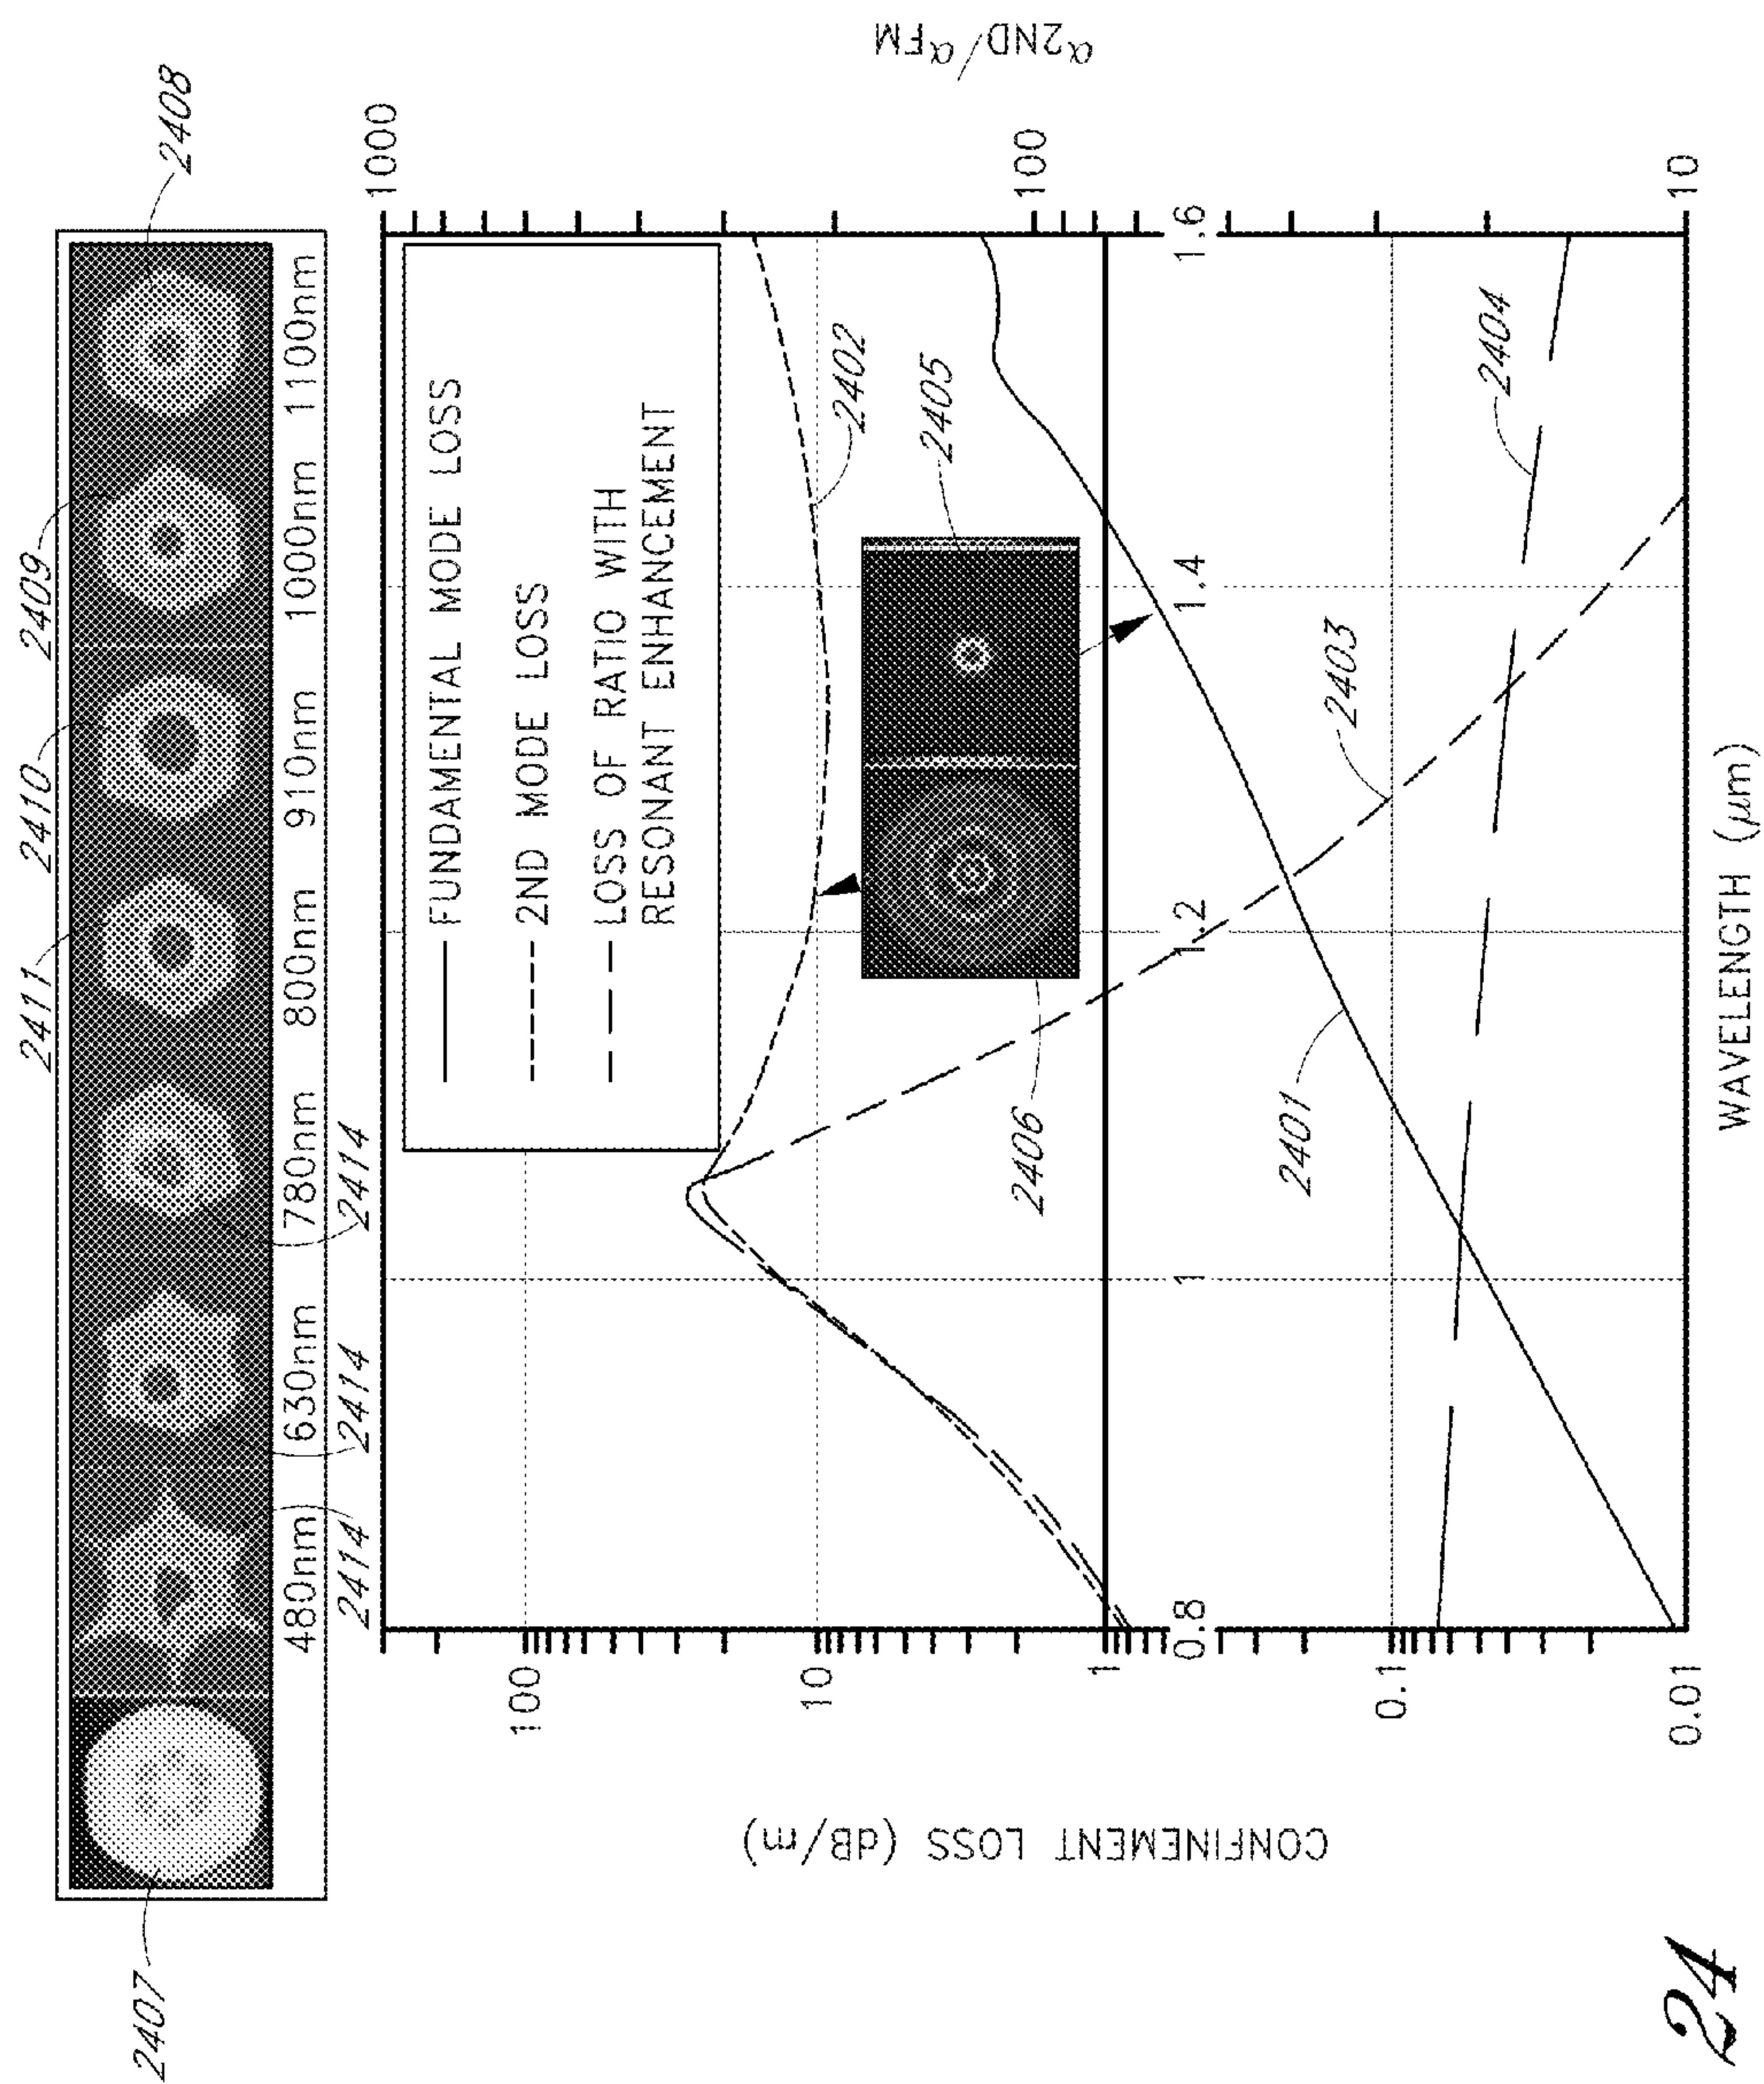 2411
2410
2409
2408
2407
480nm
630nm
780nm
800nm
910nm
1000nm
1100nm
2414
2414
2414
FUNDAMENTAL MODE LOSS
2ND MODE LOSS
LOSS OF RATIO WITH
RESONANT ENHANCEMENT
100
10
1
0.1
0.01
CONFINEMENT LOSS (dB/m)
1000
100
10
α2ND/αFM
2402
2405
2406
2403
2401
2404
0.8
1
1.2
1.4
1.6
WAVELENGTH (μm)
24